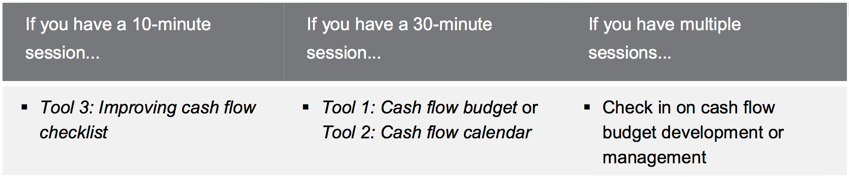 If you have a 10-minute
session...
If you have a 30-minute
session...
If you have multiple
sessions...
▪ Tool 3: Improving cash flow
checklist
▪ Tool 1: Cash flow budget or
Tool 2: Cash flow calendar
▪ Check in on cash flow
budget development or
management